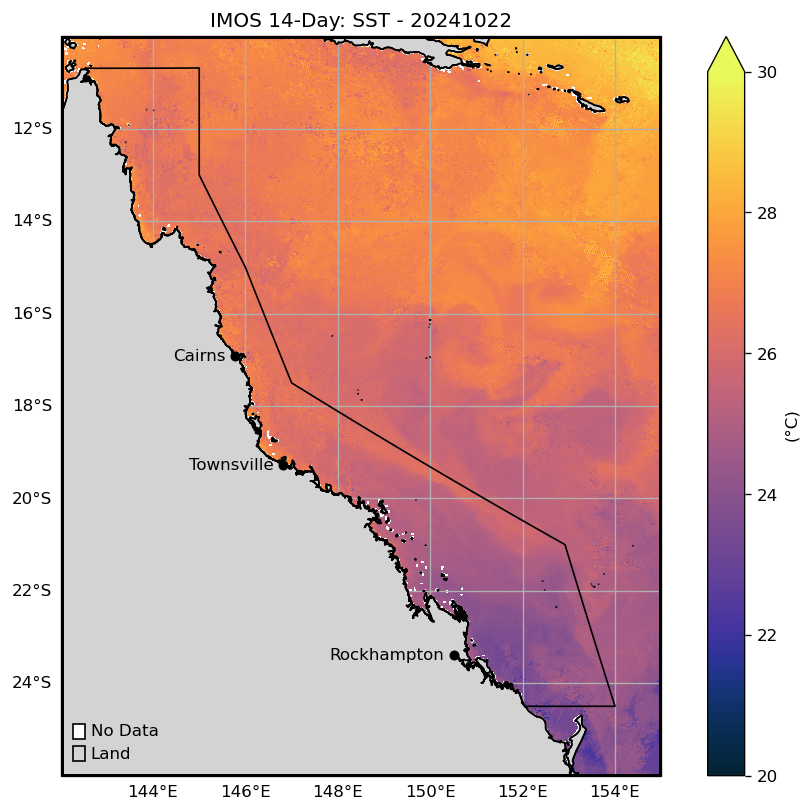 IMOS 14-Day: SST - 20241022
12°S
14°S
16°S
18°S
20°S
22°S
24°S
Cairns
Townsville
Rockhampton
No Data
Land
144°E 146°E 148°E 150°E 152°E 154°E
30
28
26
24
22
20
(°C)